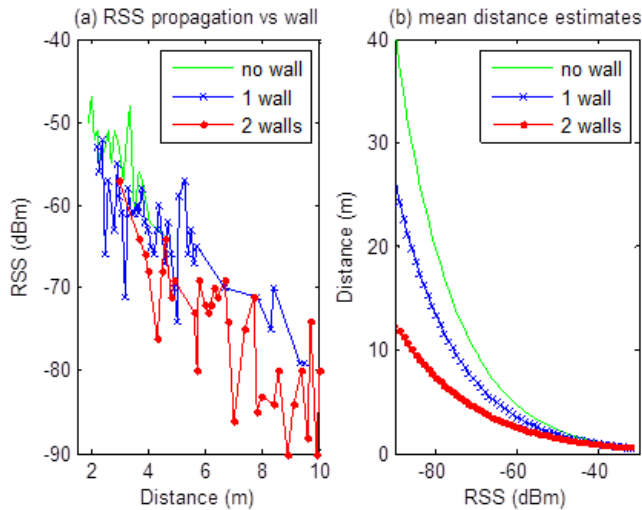 (a) RSS propagation vs wall
-40
-50
-60
-70
-80
-90
RSS (dBm)
2
4
6
8
10
Distance (m)
no wall
1 wall
2 walls
(b) mean distance estimates
40
30
20
10
0
Distance (m)
-80
-60
-40
RSS (dBm)
no wall
1 wall
2 walls